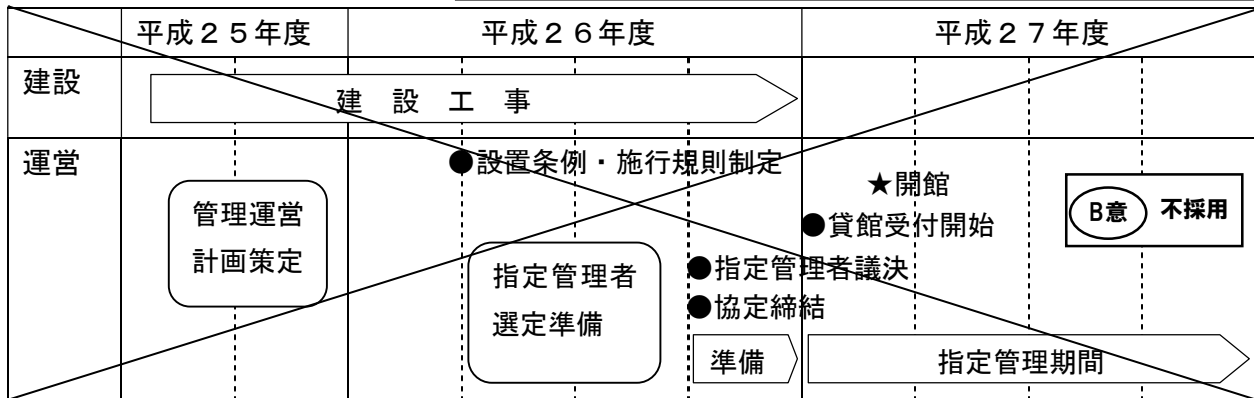 平成２５年度
平成２６年度
平成２７年度
建設
建 設 工 事
運営
●設置条例・施行規則制定
管理運営
計画策定
★開館
●貸館受付開始
B意 不採用
指定管理者
選定準備
●指定管理者議決
●協定締結
準備
指定管理期間